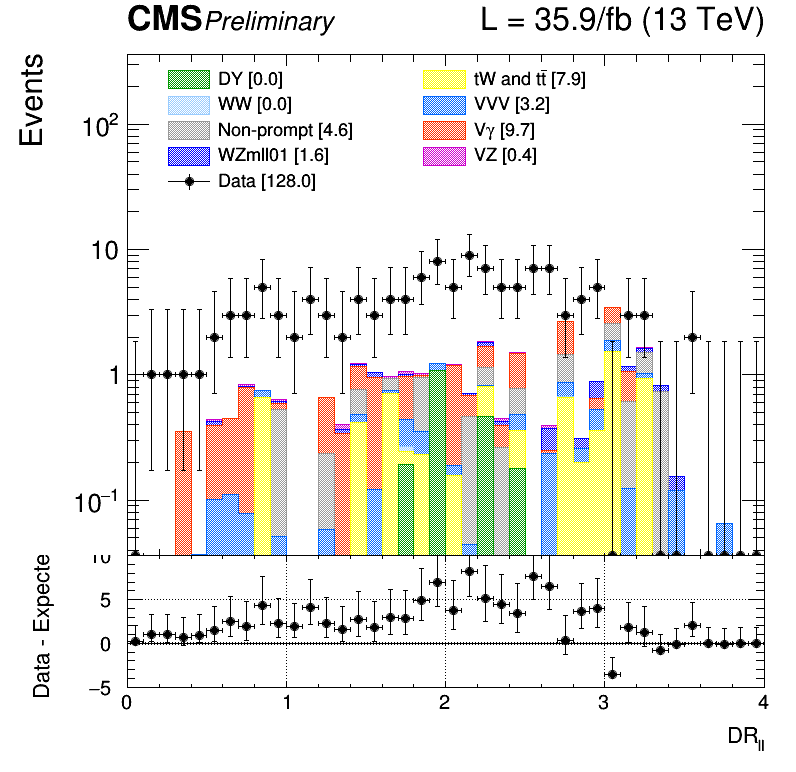 CMS Preliminary L = 35.9/fb (13 TeV)
Events
DY [0.0] tW and tt̄ [7.9]
WW [0.0] VVV [3.2]
Non-prompt [4.6] Vγ [9.7]
WZmll01 [1.6] VZ [0.4]
Data [128.0]
10²
10
1
10⁻¹
Data - Expecte
10
5
0
−5
0 1 2 3 4
DR_ll